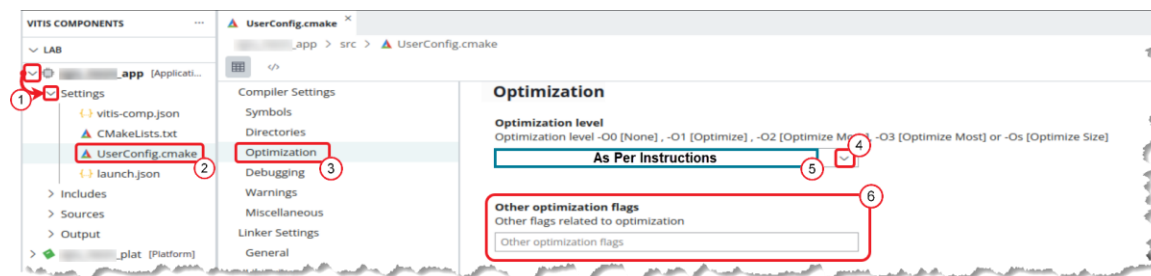 VITIS COMPONENTS ...
UserConfig.cmake ×
LAB
_app > src > UserConfig.cmake
_app [Applicati...
1
Settings
Compiler Settings
Optimization
vitis-comp.json
Symbols
Optimization level
CMakeLists.txt
Directories
Optimization level -O0 [None] , -O1 [Optimize] , -O2 [Optimize Mo , -O3 [Optimize Most] or -Os [Optimize Size]
4
UserConfig.cmake
Optimization
As Per Instructions
2
3
5
launch.json
Debugging
6
Includes
Warnings
Other optimization flags
Sources
Miscellaneous
Other flags related to optimization
Output
Linker Settings
Other optimization flags
_plat [Platform]
General